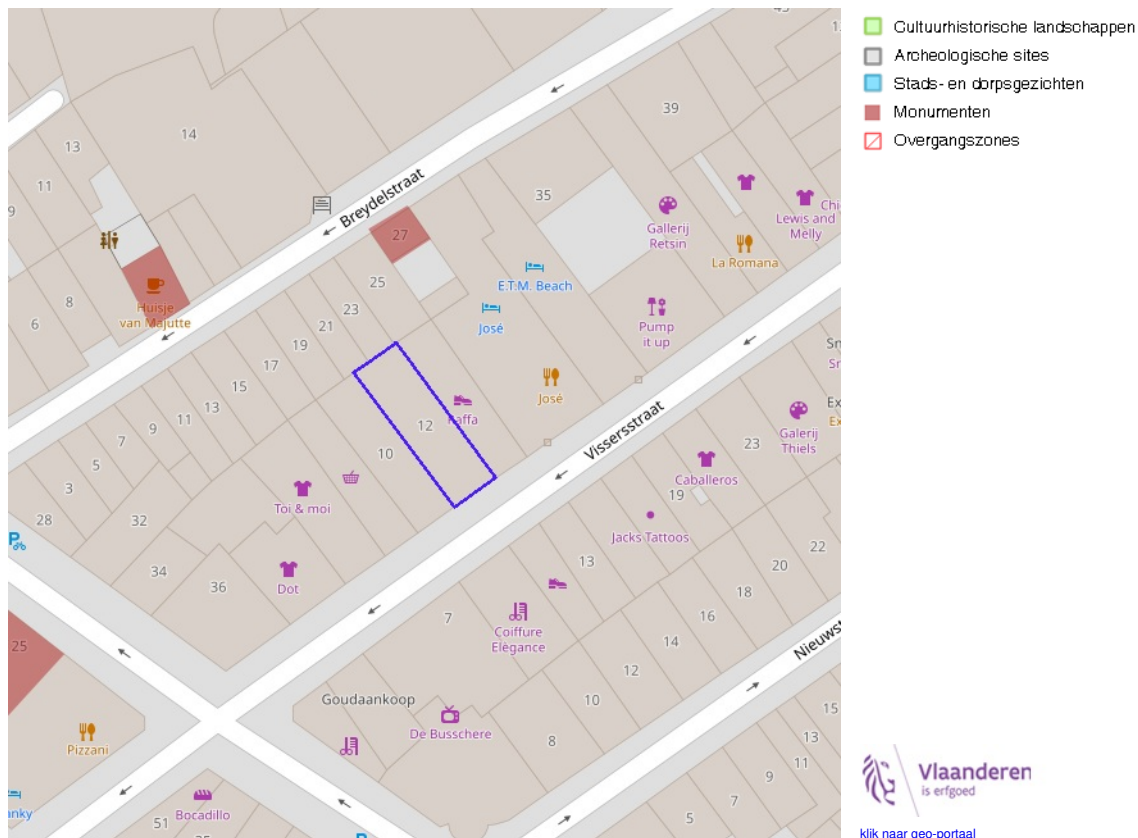 39
13
14
11
9
Breydelstraat
35
Chi
Lewis and
Melly
Gallerij
Retsin
La Romana
27
25
E.T.M. Beach
8
Huisje
van Majutte
23
6
21
José
Pump
it up
19
17
15
13
11
9
7
José
5
3
Raffa
12
10
Vissersstraat
Galerij
Thiels
23
Caballeros
19
Toi & moi
Jacks Tattoos
28
32
P
34
36
Dot
13
22
20
18
16
14
12
10
8
7
Coiffure
Elègance
25
Goudaankoop
De Busschere
Pizzani
15
13
11
9
7
5
Bocadillo
51
P
Cultuurhistorische landschappen
Archeologische sites
Stads- en dorpsgezichten
Monumenten
Overgangszones
Vlaanderen
is erfgoed
klik naar geo-portaal